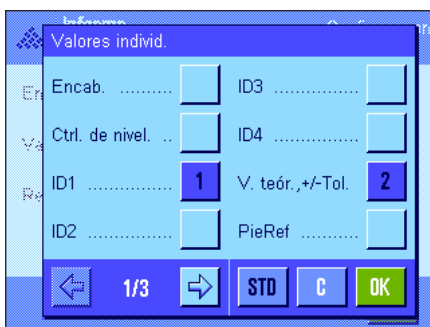 Valores individ.
Encab. .......... ID3 ...............
Ctrl. de nivel. .. ID4 ...............
ID1 ............... 1 V. teór.,+/-Tol. 2
ID2 ............... PieRef ..........
1/3 STD C OK